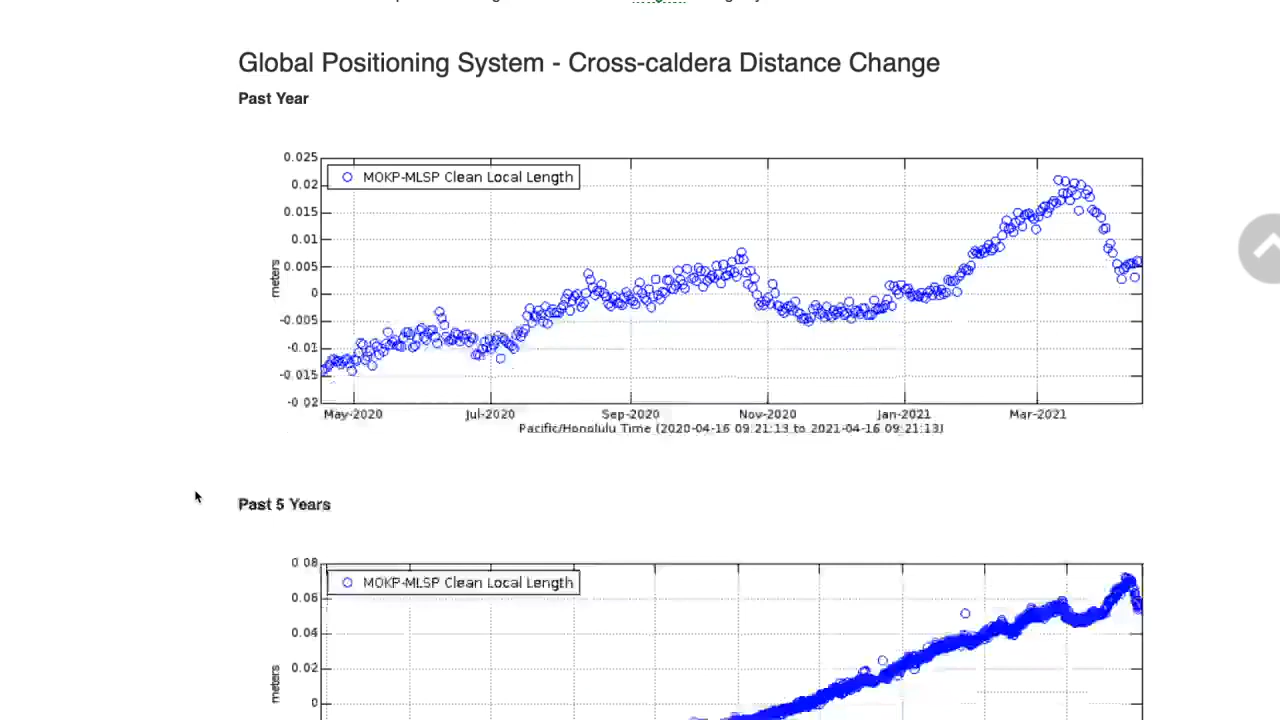 Global Positioning System - Cross-caldera Distance Change
Past Year
0.025
MOKP-MLSP Clean Local Length
0.02
0.015
0.01
0.005
0
-0.005
-0.01
-0.015
-0.02
meters
May-2020 Jul-2020 Sep-2020 Nov-2020 Jan-2021 Mar-2021
Pacific/Honolulu Time (2020-04-16 09:21:13 to 2021-04-16 09:21:13)
Past 5 Years
0.08
MOKP-MLSP Clean Local Length
0.06
0.04
0.02
0
meters